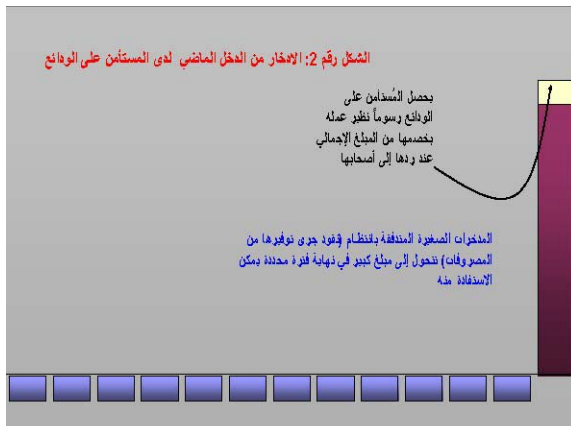 الشكل رقم 2: الادخار من الدخل الماضي لدى المستأمن على الودائع
يحصل المُستامن على
الودائع رسوماً نظير عمله
يخصمها من المبلغ الإجمالي
عند ردها إلى أصحابها
المدخرات الصغيرة المتدفقة بانتظام (نقود جرى توفيرها من
المصروفات) تتحول إلى مبلغ كبير في نهاية فترة محددة يمكن
الاستفادة منه